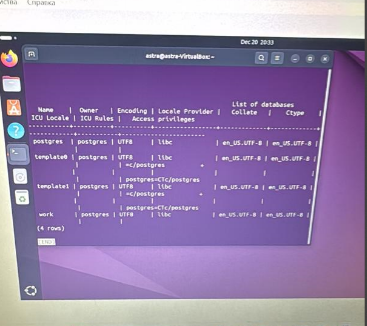 Справка
Dec 20 20:33
astra@astra-VirtualBox: ~
List of databases
Name | Owner | Encoding | Locale Provider | Collate | Ctype |
ICU Locale | ICU Rules | Access privileges
postgres | postgres | UTF8 | libc | en_US.UTF-8 | en_US.UTF-8 |
| |
template0 | postgres | UTF8 | libc | en_US.UTF-8 | en_US.UTF-8 |
| | =c/postgres +
| | | | | |
| | postgres=CTc/postgres
template1 | postgres | UTF8 | libc | en_US.UTF-8 | en_US.UTF-8 |
| | =c/postgres +
| | | | | |
| | postgres=CTc/postgres
work | postgres | UTF8 | libc | en_US.UTF-8 | en_US.UTF-8 |
| |
(4 rows)
(END)